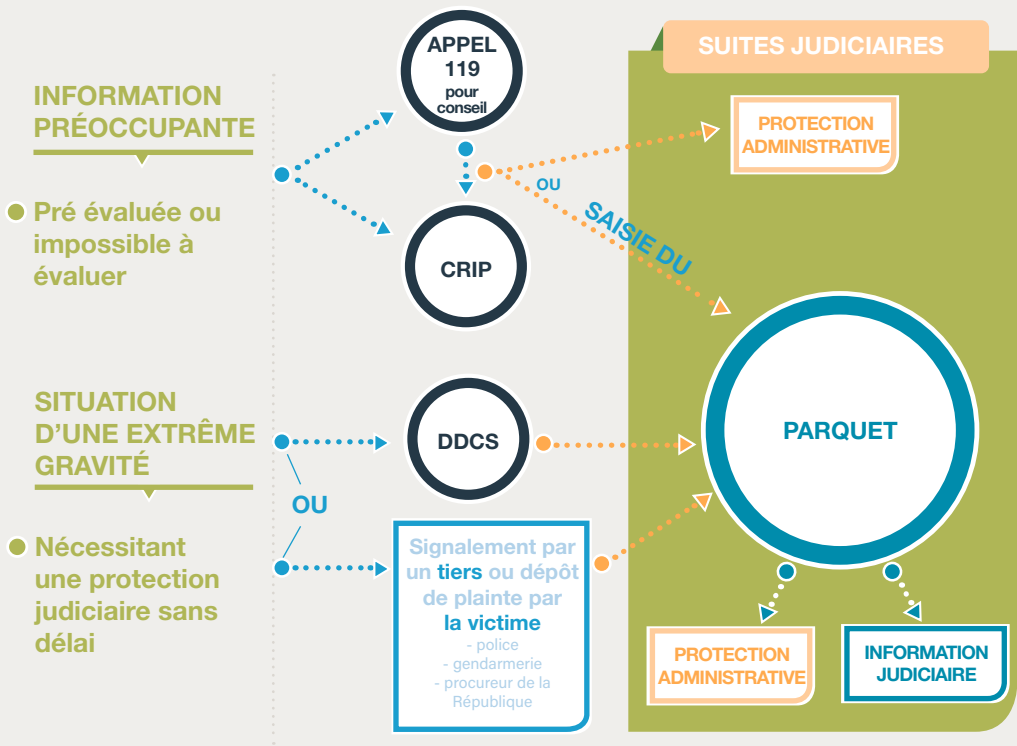 INFORMATION
PRÉOCCUPANTE
Pré évaluée ou
impossible à
évaluer
APPEL
119
pour
conseil
CRIP
OU
SAISIE DU
SUITES JUDICIAIRES
PROTECTION
ADMINISTRATIVE
SITUATION
D'UNE EXTRÊME
GRAVITÉ
Nécessitant
une protection
judiciaire sans
délai
OU
DDCS
Signalement par
un tiers ou dépôt
de plainte par
la victime
- police
- gendarmerie
- procureur de la
République
PARQUET
PROTECTION
ADMINISTRATIVE
INFORMATION
JUDICIAIRE